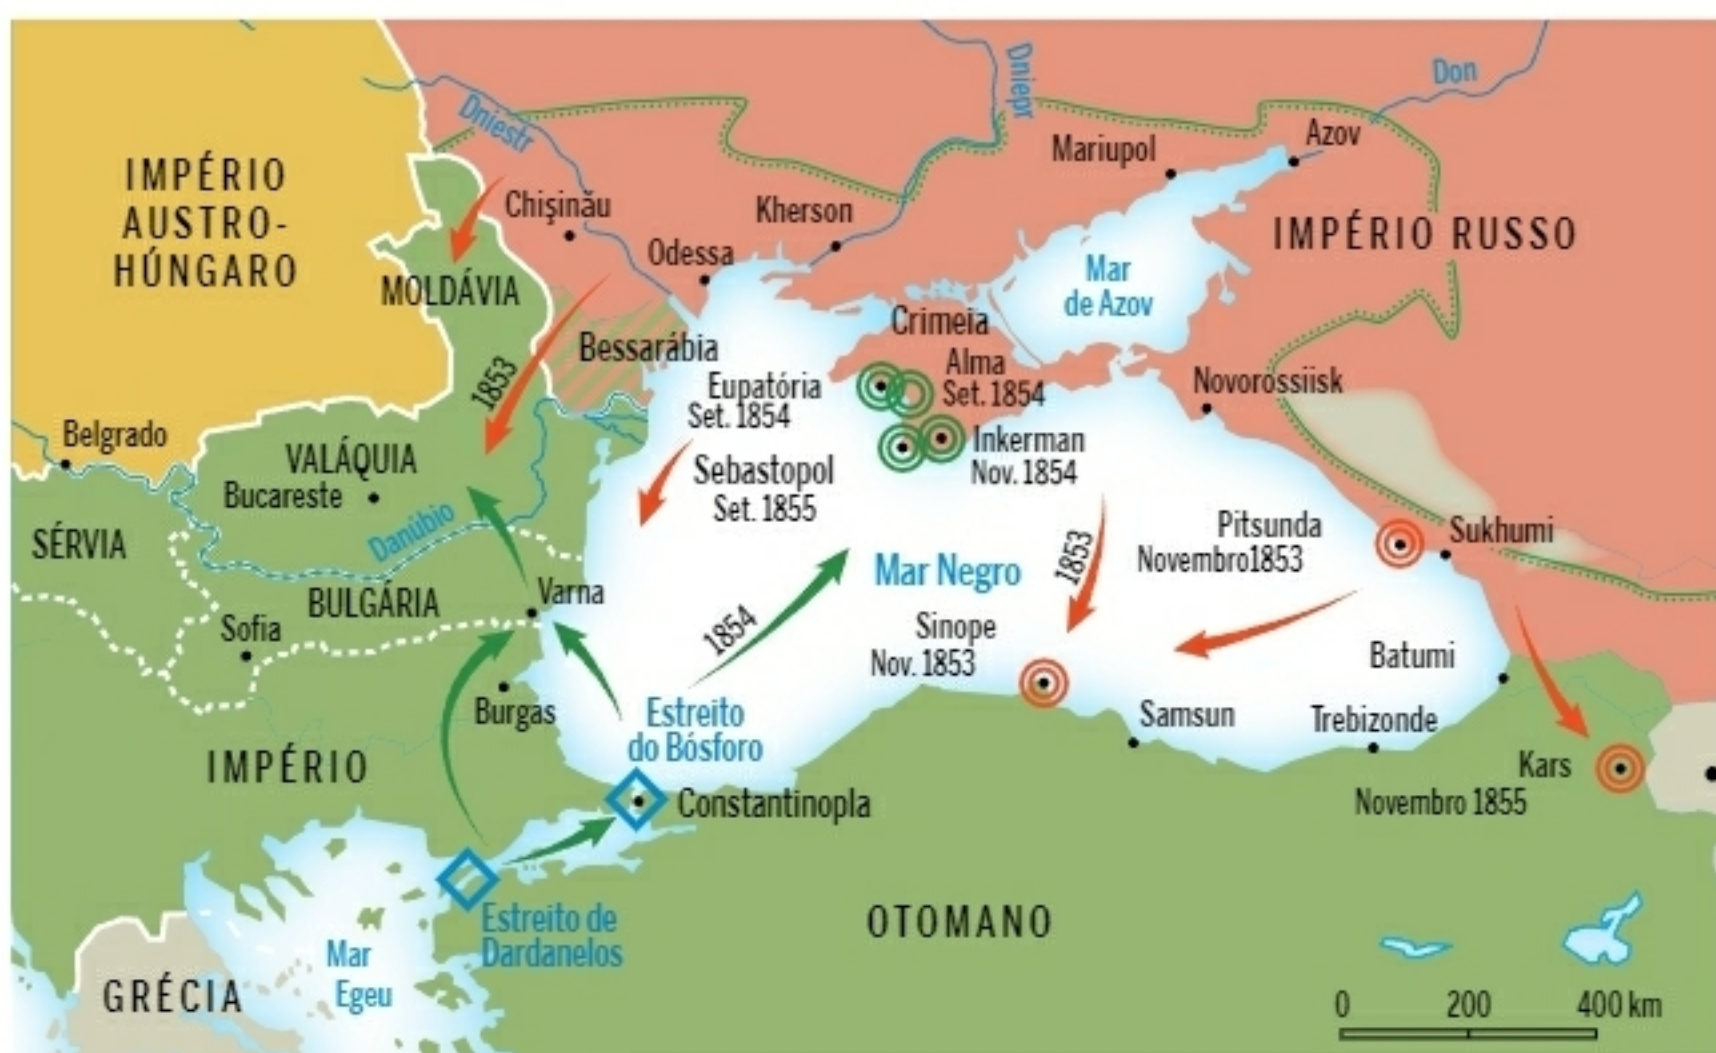 Dniestr
Dniepr
Don
IMPÉRIO
AUSTRO-
HÚNGARO
Azov
Mariupol
Chişinău
Kherson
IMPÉRIO RUSSO
Odessa
Mar
de Azov
MOLDÁVIA
Crimeia
Bessarábia
Alma
Set. 1854
Eupatória
Set. 1854
1853
Novorossiisk
Belgrado
VALÁQUIA
Bucareste
Inkerman
Nov. 1854
Sebastopol
Set. 1855
Danúbio
SÉRVIA
Pitsunda
Novembro1853
Sukhumi
1853
Mar Negro
Varna
BULGÁRIA
Sofia
1854
Sinope
Nov. 1853
Batumi
Burgas
Estreito
do Bósforo
Samsun
Trebizonde
IMPÉRIO
Kars
Novembro 1855
Constantinopla
Estreito de
Dardanelos
OTOMANO
Mar
Egeu
GRÉCIA
0 200 400 km